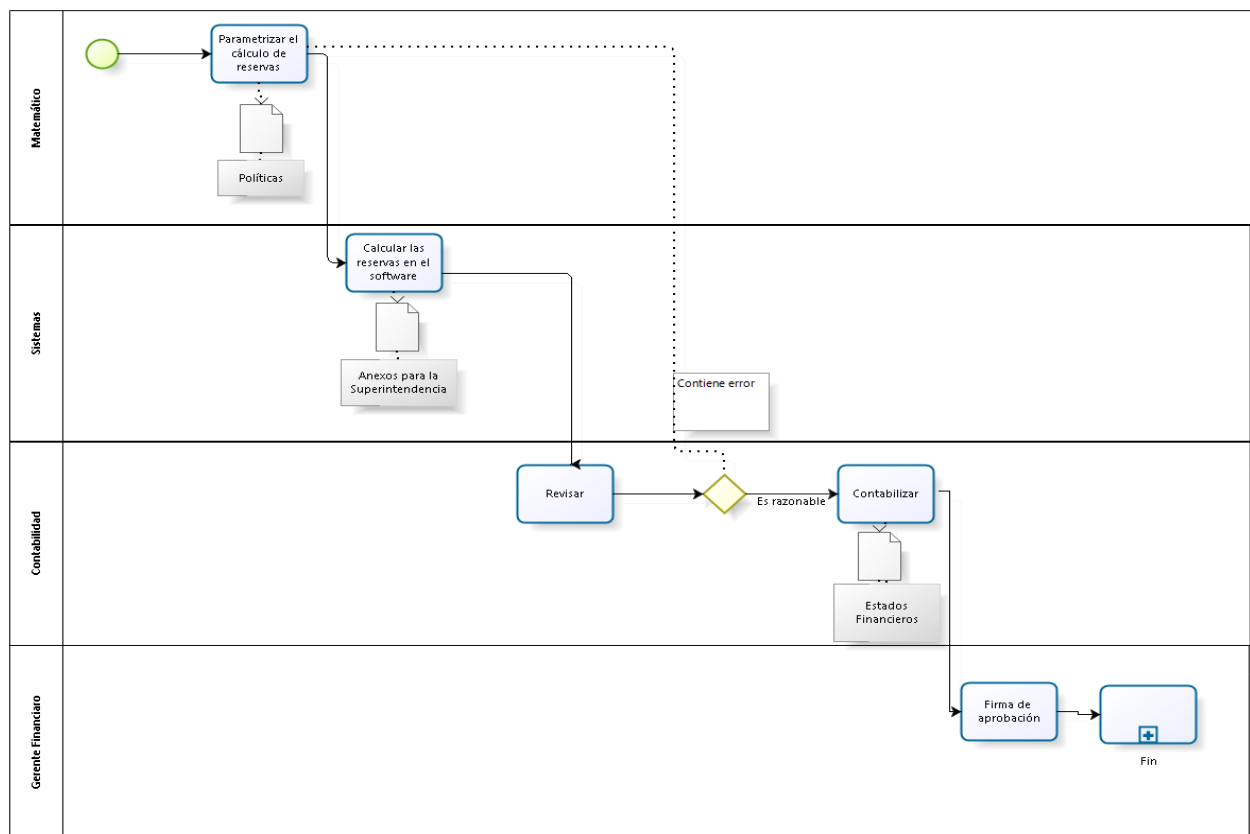 Matemático
Parametrizar el
cálculo de
reservas
Políticas
Sistemas
Calcular las
reservas en el
software
Anexos para la
Superintendencia
Contiene error
Contabilidad
Revisar
Es razonable
Contabilizar
Estados
Financieros
Gerente Financiaro
Firma de
aprobación
Fin